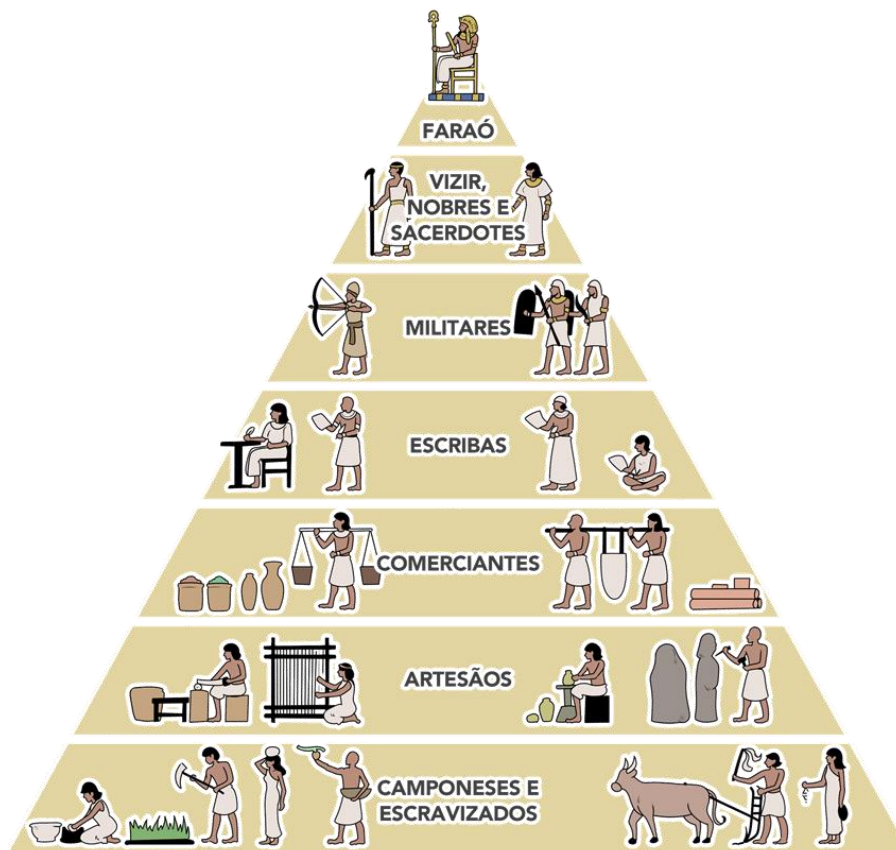 FARAÓ
VIZIR,
NOBRES E
SACERDOTES
MILITARES
ESCRIBAS
COMERCIANTES
ARTESÃOS
CAMPONESES E
ESCRAVIZADOS